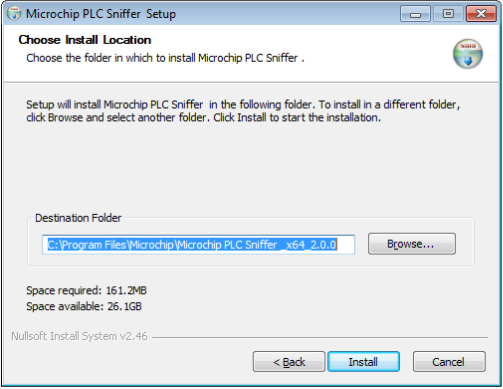 Microchip PLC Sniffer Setup
Choose Install Location
Choose the folder in which to install Microchip PLC Sniffer .
Setup will install Microchip PLC Sniffer in the following folder. To install in a different folder,
click Browse and select another folder. Click Install to start the installation.
Destination Folder
C:\Program Files\Microchip\Microchip PLC Sniffer _x64_2.0.0
Browse...
Space required: 161.2MB
Space available: 26.1GB
Nullsoft Install System v2.46
< Back Install Cancel